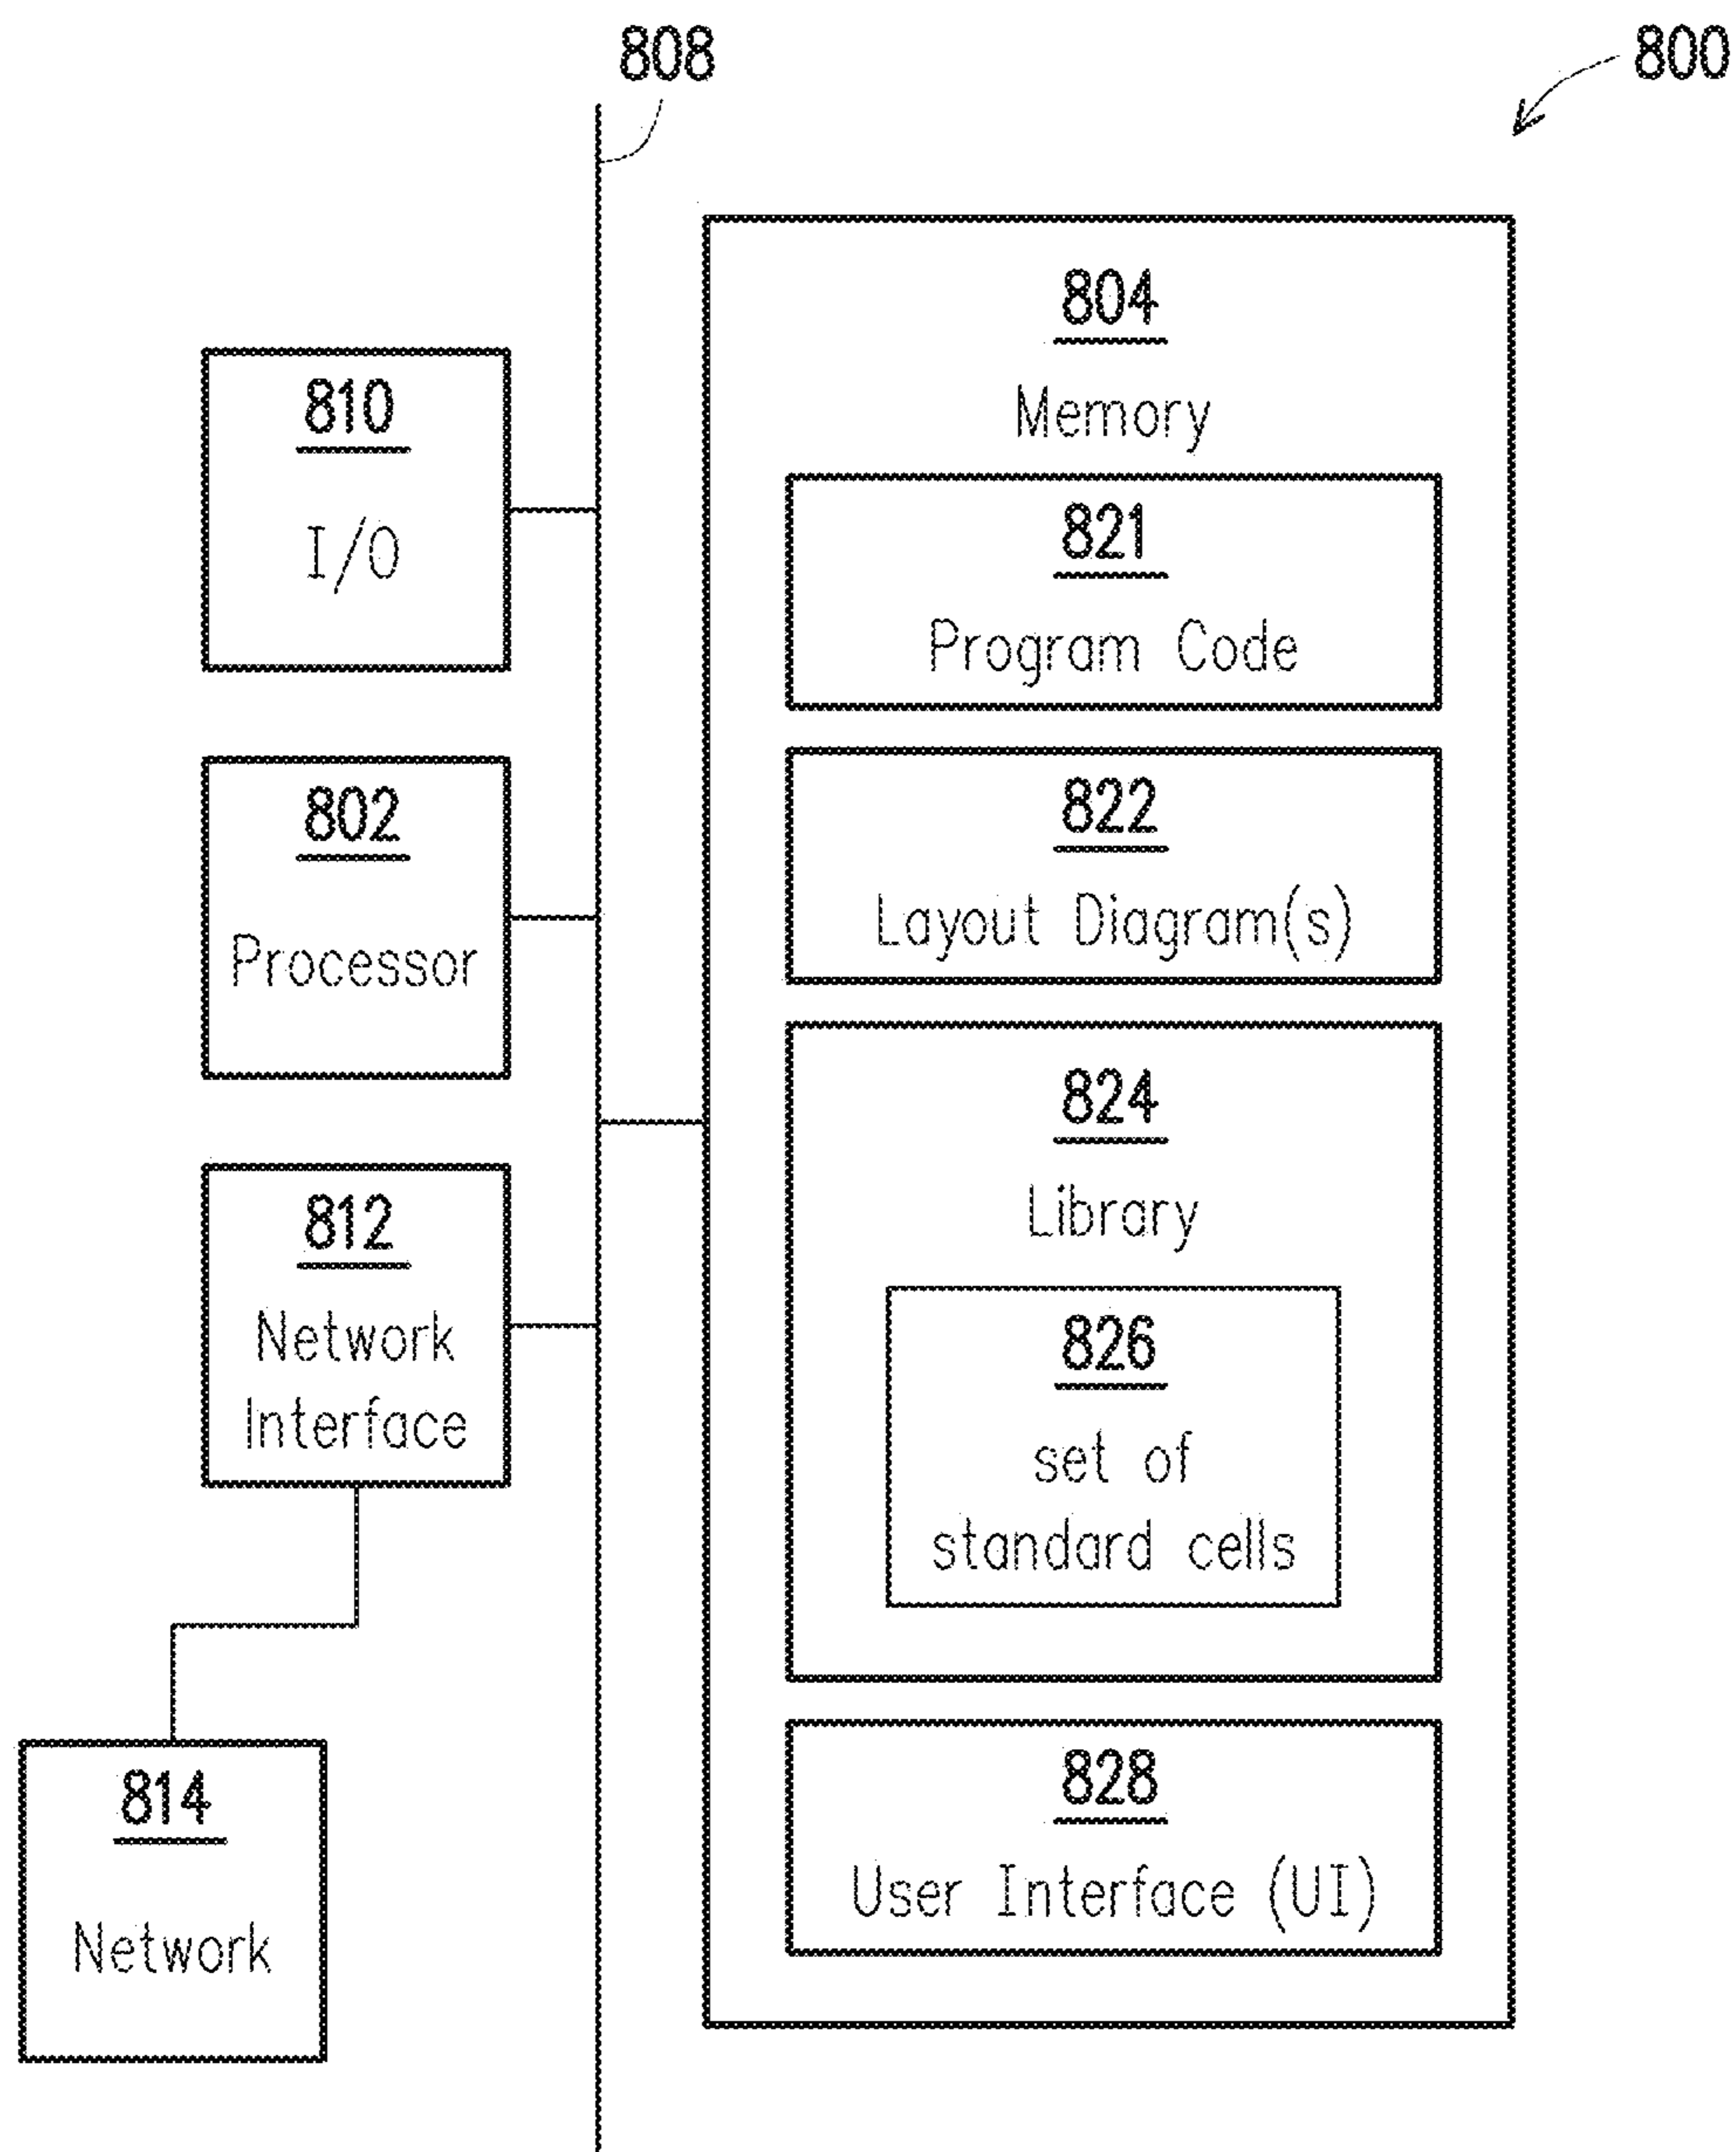 808
800
810
I/O
802
Processor
812
Network
Interface
814
Network
804
Memory
821
Program Code
822
Layout Diagram(s)
824
Library
826
set of
standard cells
828
User Interface (UI)